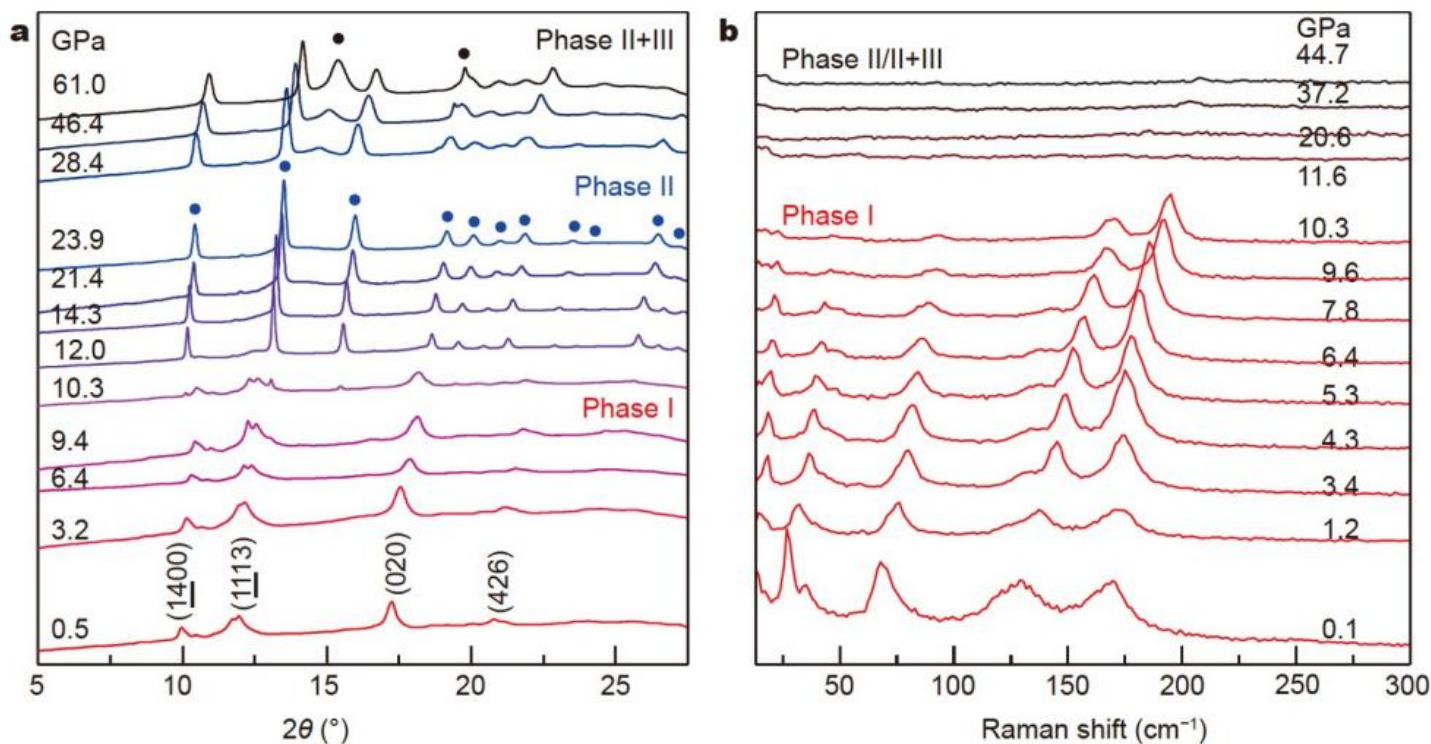 a
GPa
Phase II+III
61.0
46.4
28.4
Phase II
23.9
21.4
14.3
12.0
10.3
Phase I
9.4
6.4
3.2
(1400)
(1113)
(020)
(426)
0.5
5 10 15 20 25
2θ (°)
b
GPa
Phase II/II+III
44.7
37.2
20.6
11.6
Phase I
10.3
9.6
7.8
6.4
5.3
4.3
3.4
1.2
0.1
50 100 150 200 250 300
Raman shift (cm⁻¹)